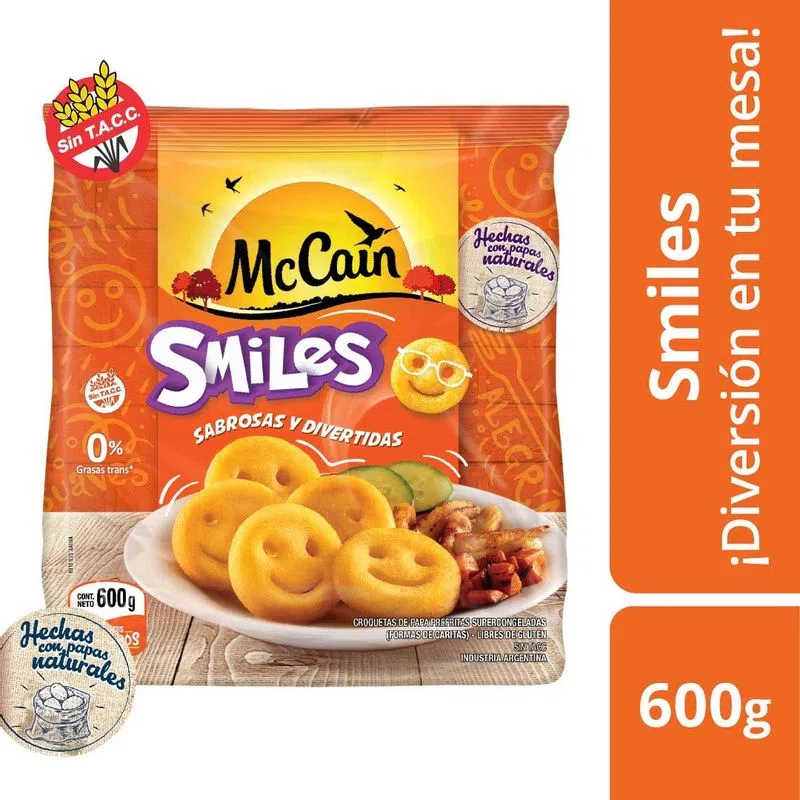 Sin T.A.C.C.
McCain
Hechas
con papas
naturales
SMiLeS
SABROSAS Y DIVERTIDAS
Sin T.A.C.C.
0%
Grasas trans*
Suaves
ALEGRÍA
CONT.
NETO 600g
CROQUETAS DE PAPA PREFRITAS SUPERCONGELADAS
(FORMAS DE CARITAS) - LIBRES DE GLUTEN
SIN TACC
INDUSTRIA ARGENTINA
Hechas
con papas
naturales
Smiles
¡Diversión en tu mesa!
600g